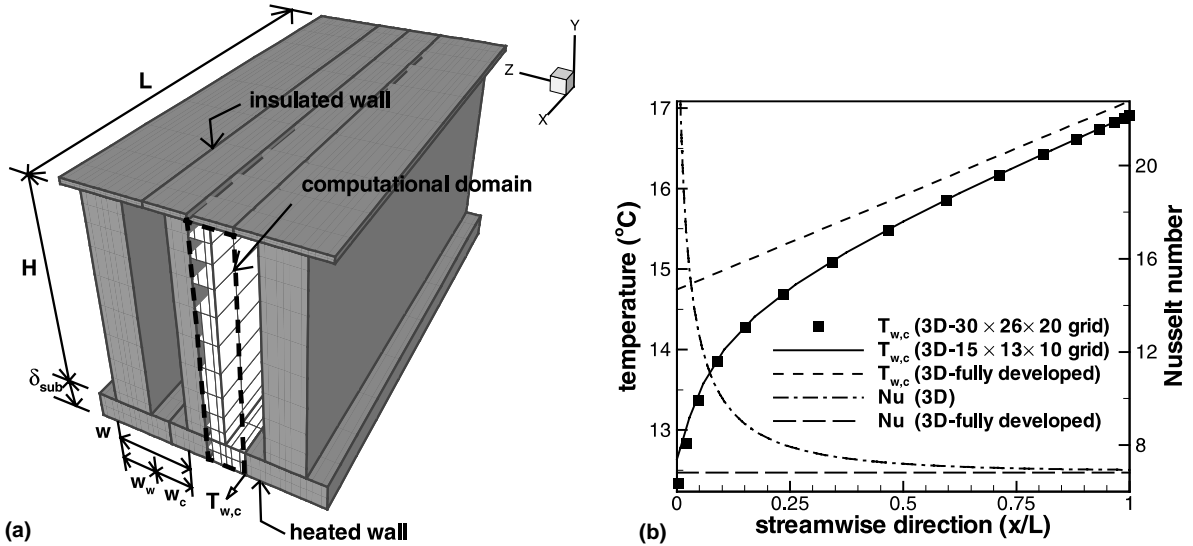 L
insulated wall
computational domain
H
δsub
w
ww
wc
Tw,c
heated wall
Y
Z
X
(a)
17
16
15
14
13
temperature (°C)
20
16
12
8
Nusselt number
Tw,c (3D-30 × 26× 20 grid)
Tw,c (3D-15 × 13× 10 grid)
Tw,c (3D-fully developed)
Nu (3D)
Nu (3D-fully developed)
0
0.25
0.5
0.75
1
streamwise direction (x/L)
(b)